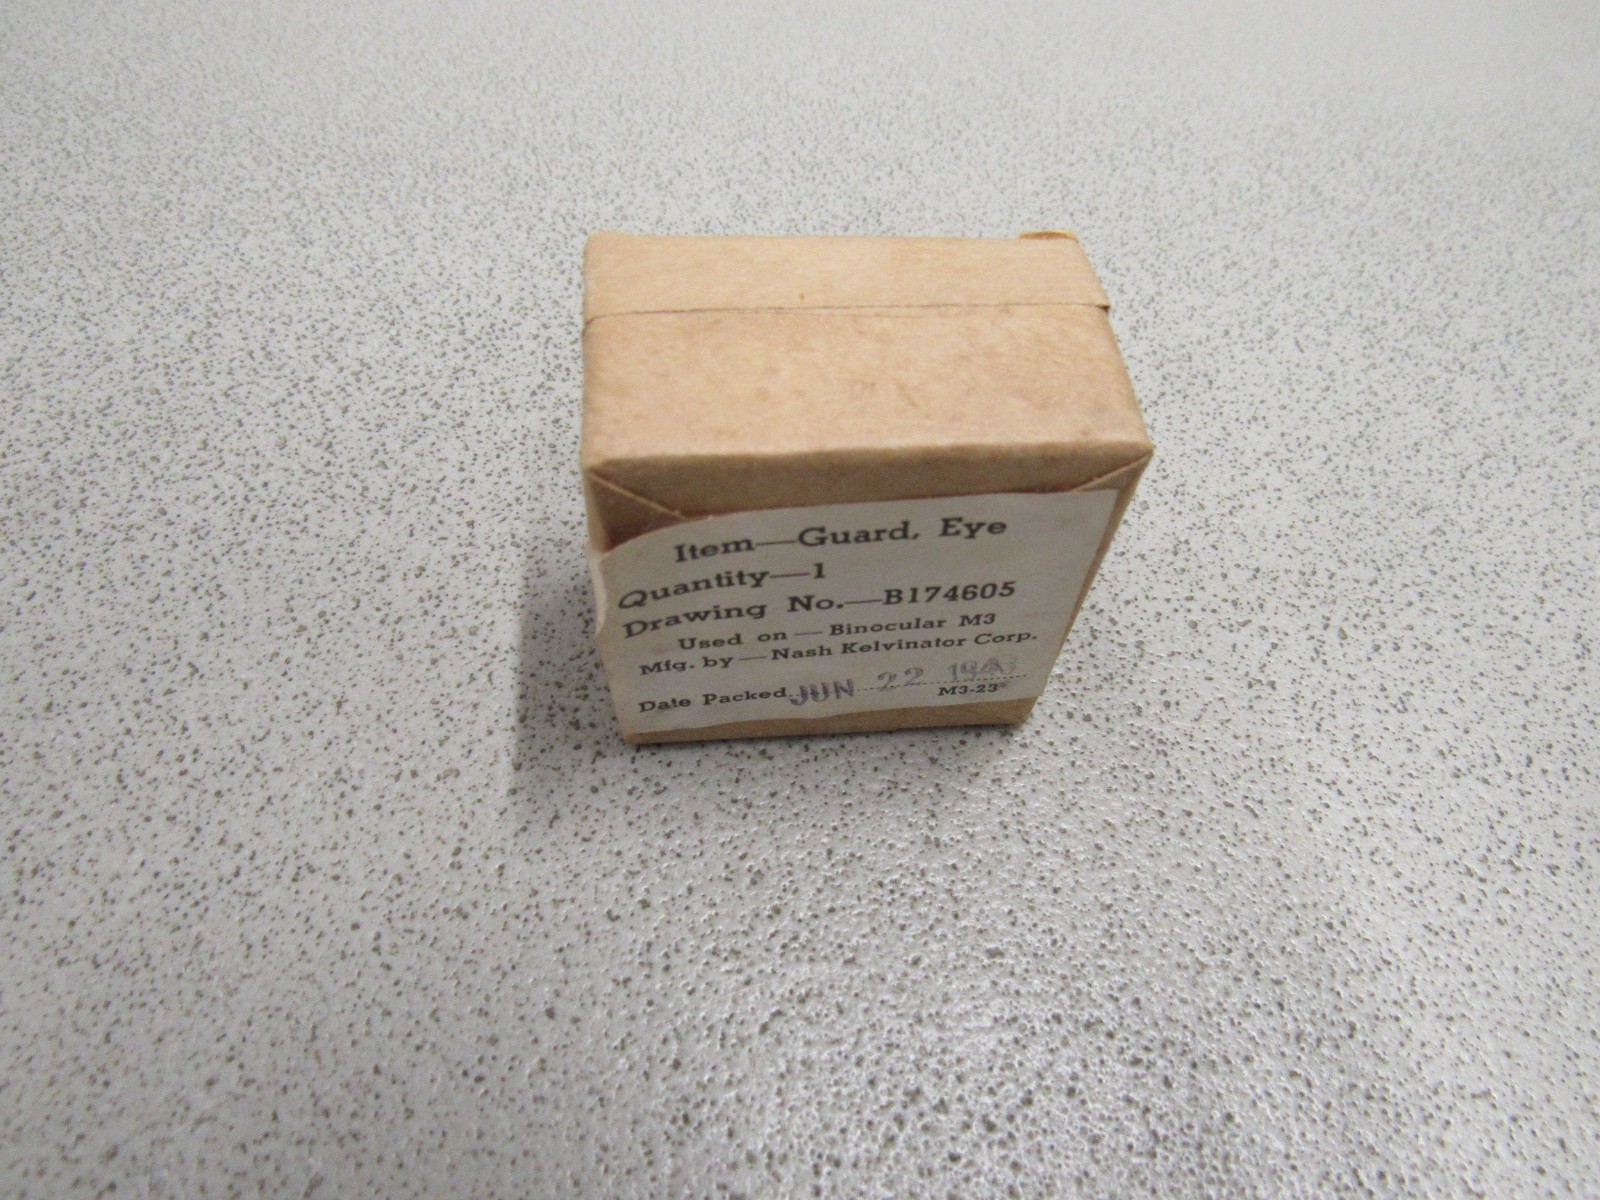 Item—Guard, Eye
Quantity—1
Drawing No.—B174605
Used on — Binocular M3
Mfg. by — Nash Kelvinator Corp.
Date Packed JUN 22
M3-23